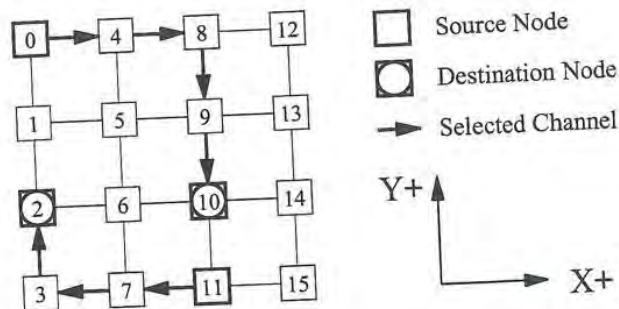 0 4 8 12
Source Node
Destination Node
1 5 9 13
Selected Channel
Y+
2 6 10 14
3 7 11 15
X+